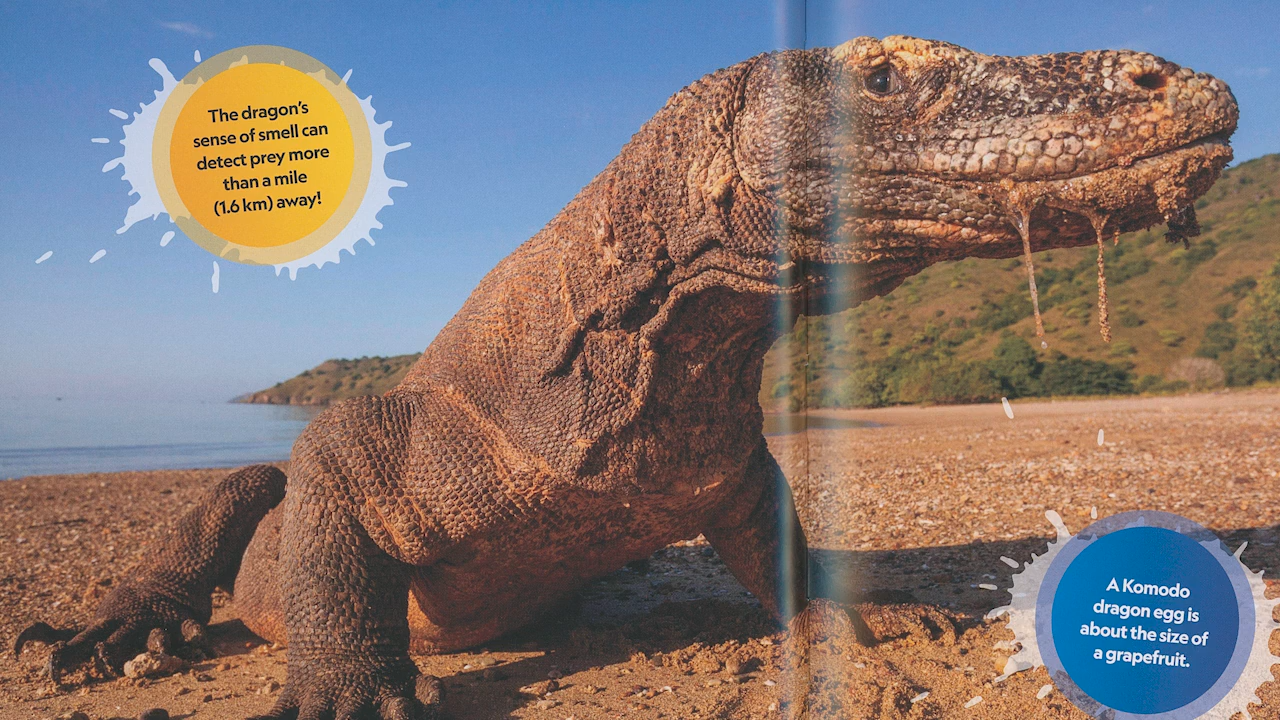 The dragon's
sense of smell can
detect prey more
than a mile
(1.6 km) away!
A Komodo
dragon egg is
about the size of
a grapefruit.